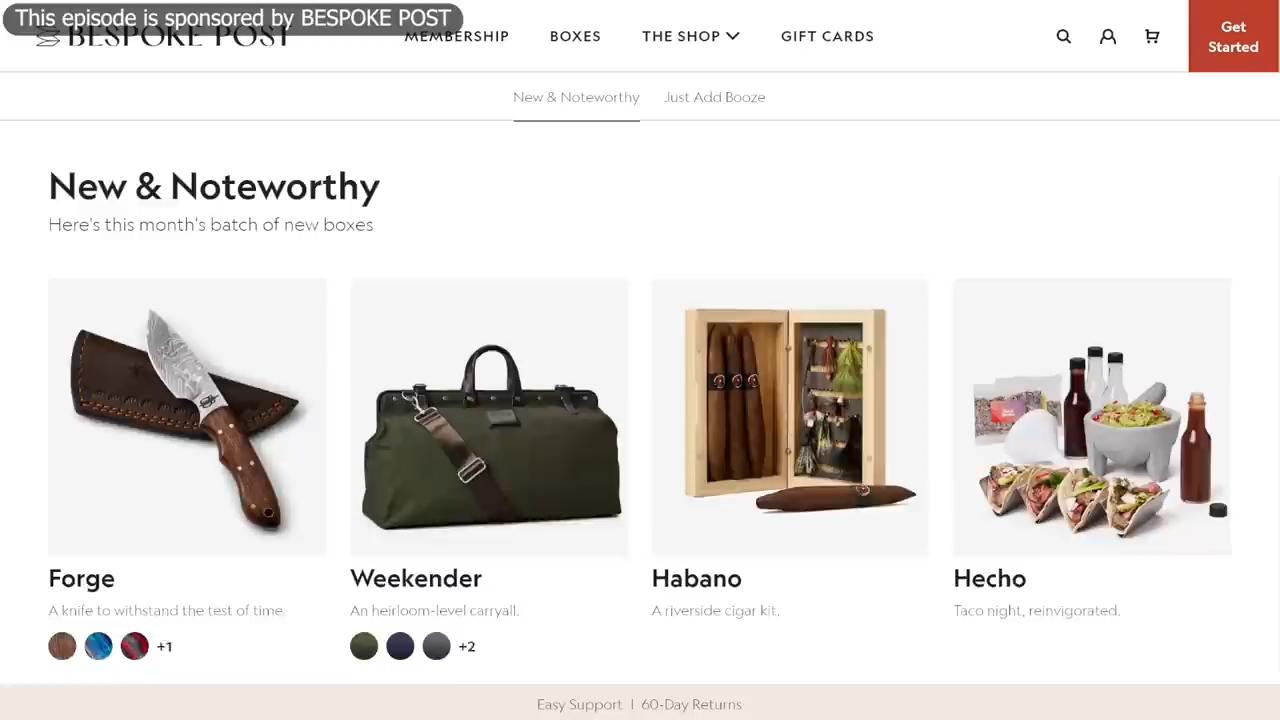 This episode is sponsored by BESPOKE POST
BESPOKE POST
MEMBERSHIP
BOXES
THE SHOP
GIFT CARDS
Get
Started
New & Noteworthy
Just Add Booze
New & Noteworthy
Here's this month's batch of new boxes
Forge
A knife to withstand the test of time.
+1
Weekender
An heirloom-level carryall.
+2
Habano
A riverside cigar kit.
Hecho
Taco night, reinvigorated.
Easy Support | 60-Day Returns